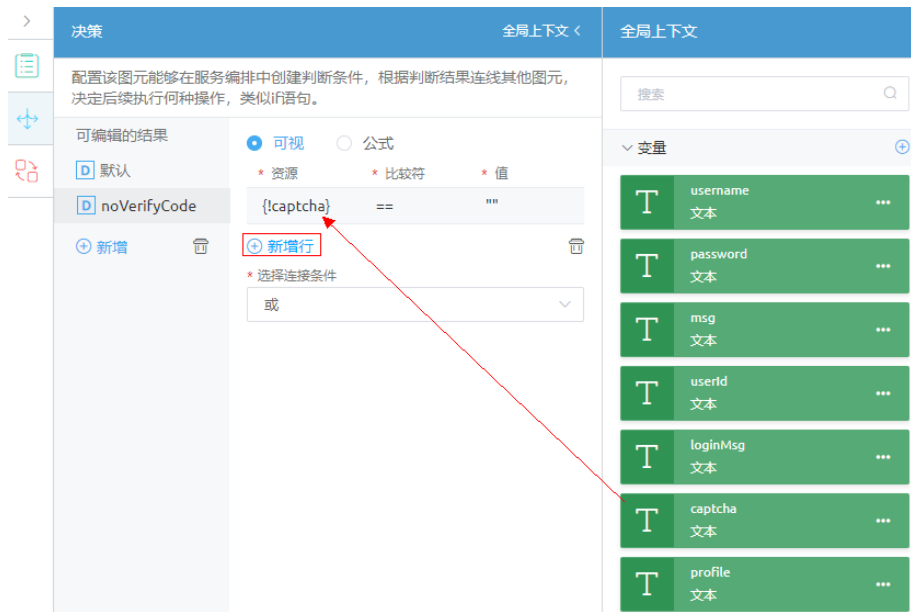 决策
全局上下文
配置该图元能够在服务编排中创建判断条件，根据判断结果连线其他图元，
决定后续执行何种操作，类似if语句。
可编辑的结果
D 默认
D noVerifyCode
新增
可视
公式
* 资源
* 比较符
* 值
{!captcha}
==
""
新增行
* 选择连接条件
或
全局上下文
搜索
变量
T username
文本
T password
文本
T msg
文本
T userId
文本
T loginMsg
文本
T captcha
文本
T profile
文本